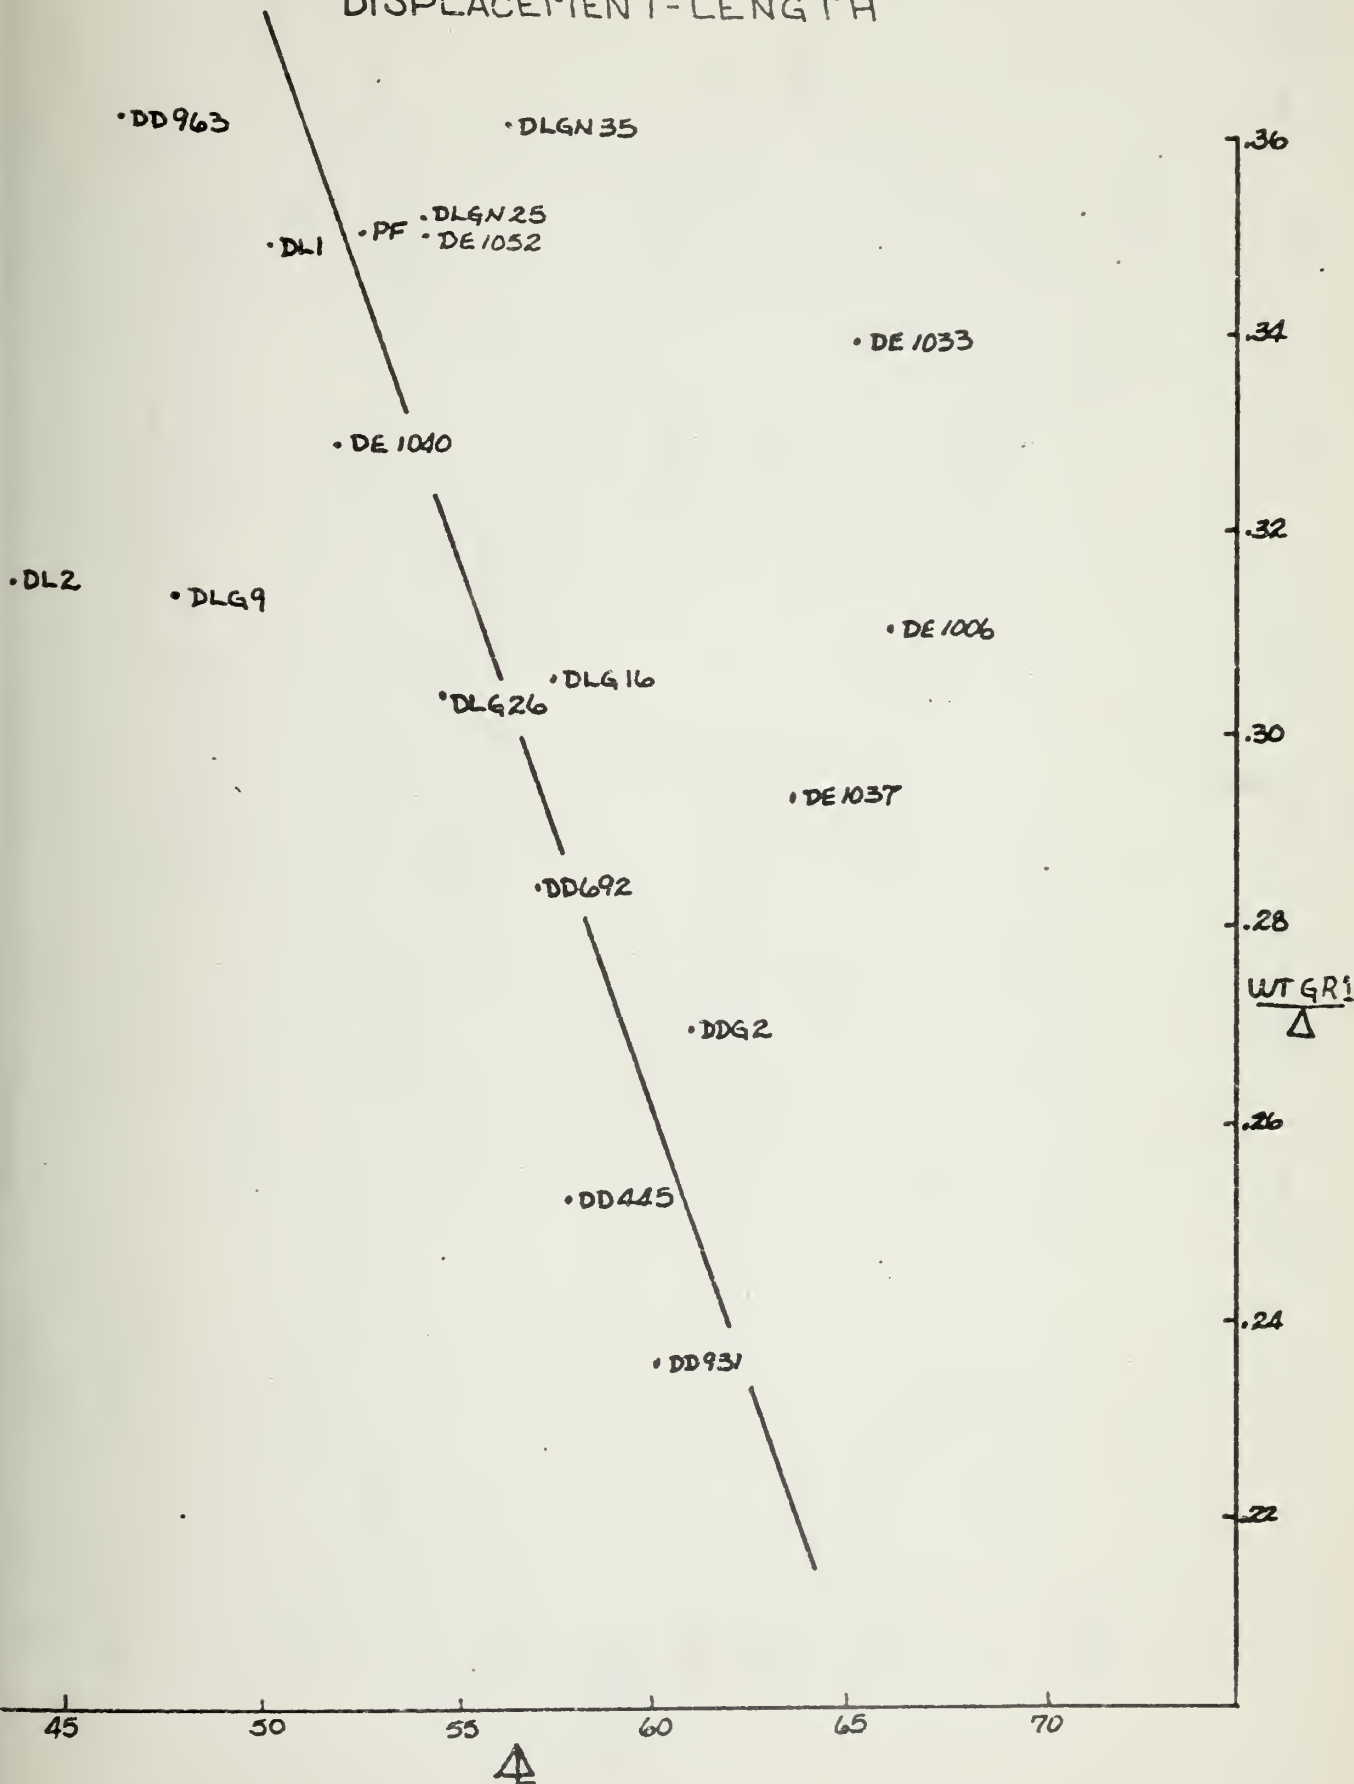 DISPLACEMENT-LENGTH
DD963
DLGN35
.36
DLGN25
PF
DE1052
DL1
.34
DE1033
DE1040
.32
DL2
DLG9
DE1006
DLG16
DLG26
.30
DE1037
DD692
.28
WT GR1
Δ
DDG2
.26
DD445
.24
DD931
.22
45 50 55 60 65 70